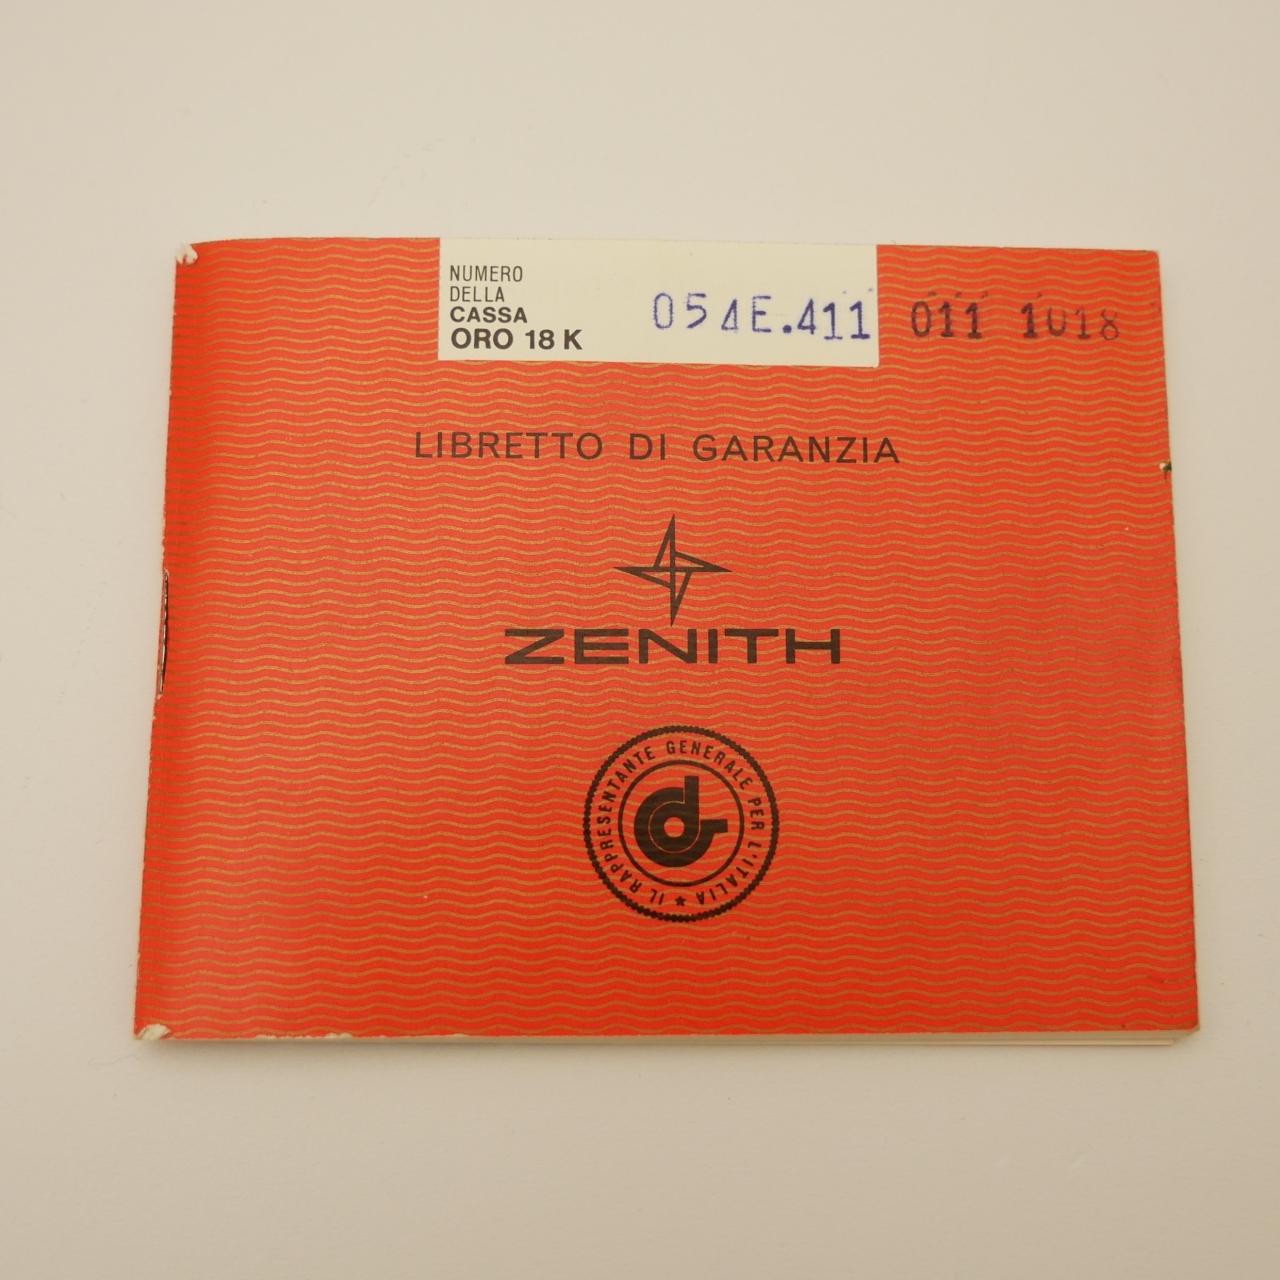 NUMERO
DELLA
CASSA
ORO 18 K
054E.411 011 1018
LIBRETTO DI GARANZIA
ZENITH
IL RAPPRESENTANTE GENERALE PER L'ITALIA ★